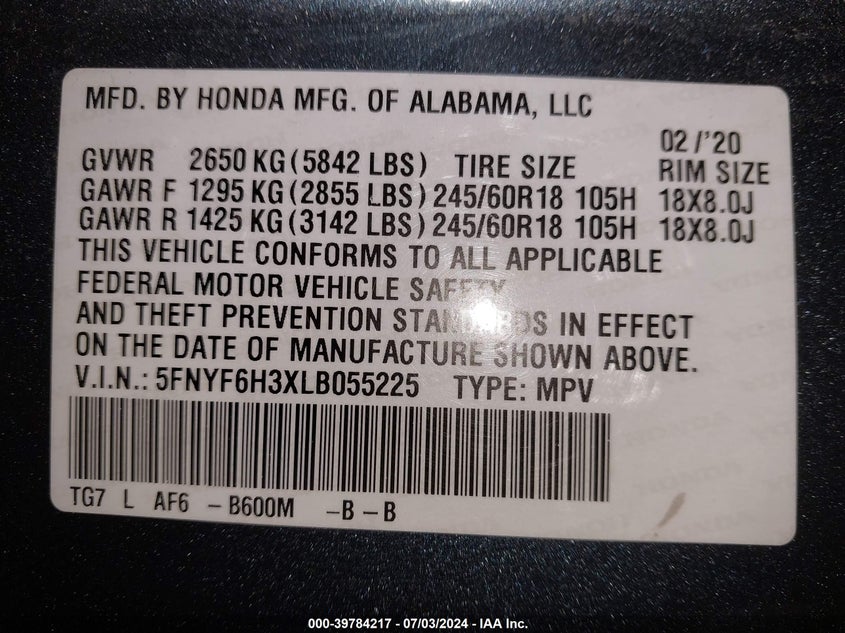 MFD. BY HONDA MFG. OF ALABAMA, LLC
02/'20
GVWR 2650 KG (5842 LBS) TIRE SIZE RIM SIZE
GAWR F 1295 KG (2855 LBS) 245/60R18 105H 18X8.0J
GAWR R 1425 KG (3142 LBS) 245/60R18 105H 18X8.0J
THIS VEHICLE CONFORMS TO ALL APPLICABLE
FEDERAL MOTOR VEHICLE SAFETY
AND THEFT PREVENTION STANDARDS IN EFFECT
ON THE DATE OF MANUFACTURE SHOWN ABOVE.
V.I.N.: 5FNYF6H3XLB055225 TYPE: MPV
TG7 L AF6 – B600M –B – B
000-39784217 - 07/03/2024 - IAA Inc.